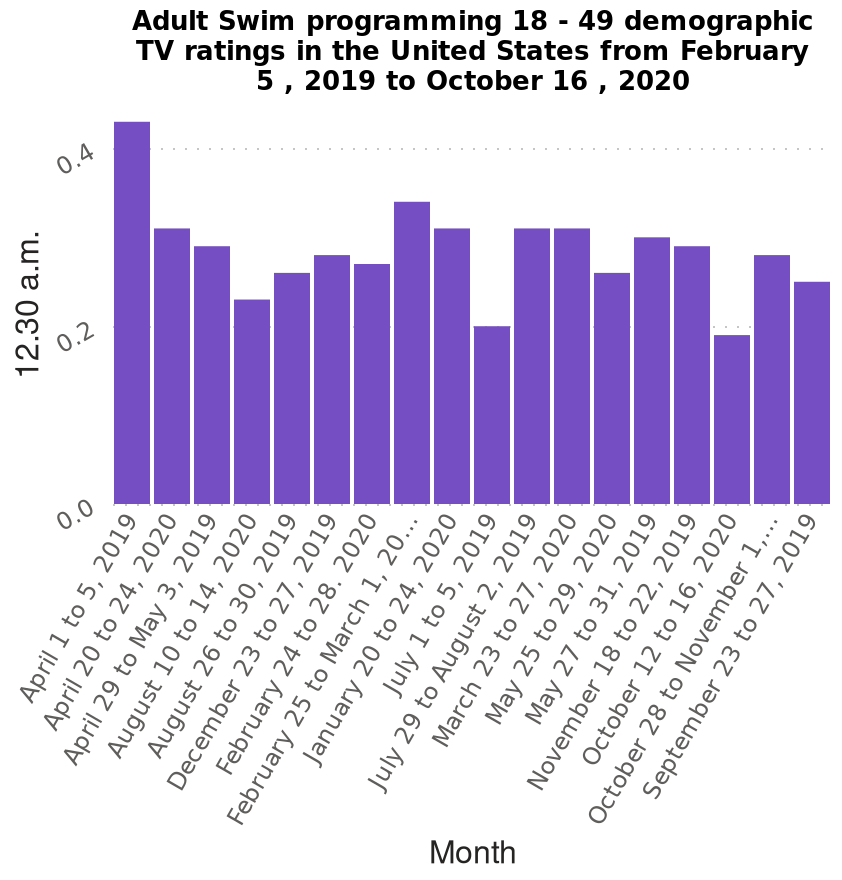 Adult Swim programming 18 - 49 demographic
TV ratings in the United States from February
5 , 2019 to October 16 , 2020
12.30 a.m.
0.4
0.2
0.0
April 1 to 5, 2019
April 20 to 24, 2020
April 29 to May 3, 2019
August 10 to 14, 2020
August 26 to 30, 2019
December 23 to 27, 2019
February 24 to 28. 2020
February 25 to March 1, 20...
January 20 to 24, 2020
July 1 to 5, 2019
July 29 to August 2, 2019
March 23 to 27, 2020
May 25 to 29, 2020
May 27 to 31, 2019
November 18 to 22, 2019
October 12 to 16, 2020
October 28 to November 1,...
September 23 to 27, 2019
Month